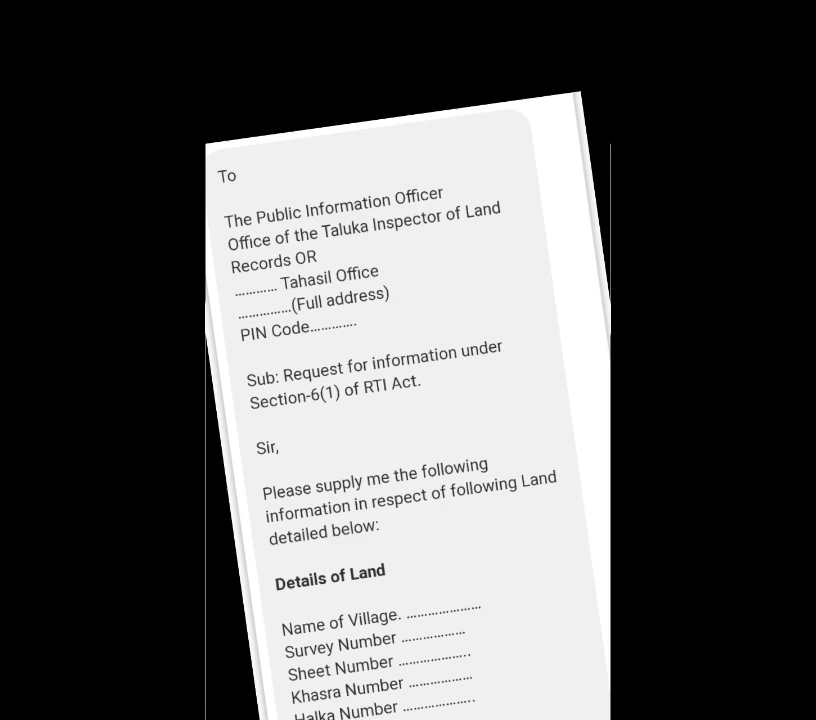 To
The Public Information Officer
Office of the Taluka Inspector of Land
Records OR
............ Tahasil Office
...............(Full address)
PIN Code.............
Sub: Request for information under
Section-6(1) of RTI Act.
Sir,
Please supply me the following
information in respect of following Land
detailed below:
Details of Land
Name of Village. .....................
Survey Number ..................
Sheet Number ....................
Khasra Number ..................
Halka Number ....................